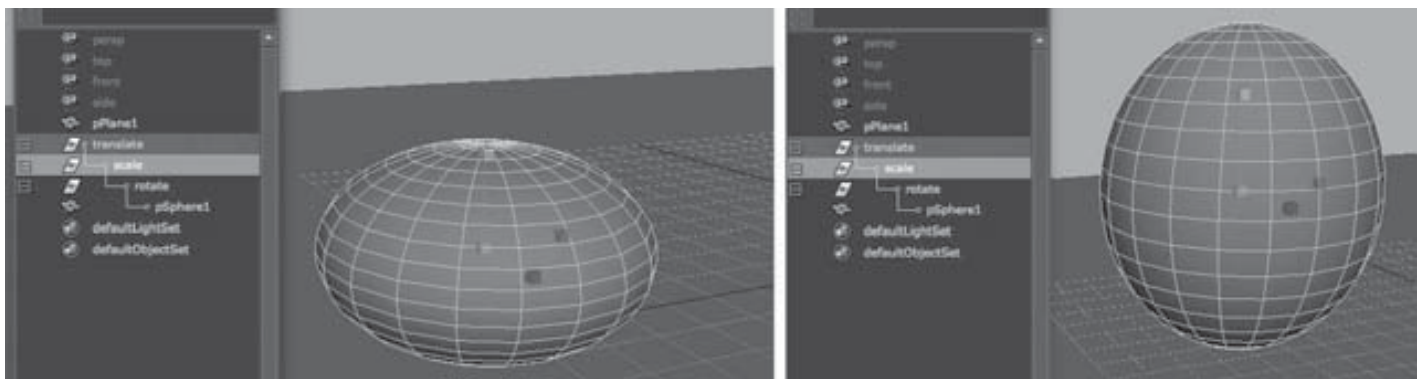 persp
top
front
side
pPlane1
translate
scale
rotate
pSphere1
defaultLightSet
defaultObjectSet
persp
top
front
side
pPlane1
translate
scale
rotate
pSphere1
defaultLightSet
defaultObjectSet